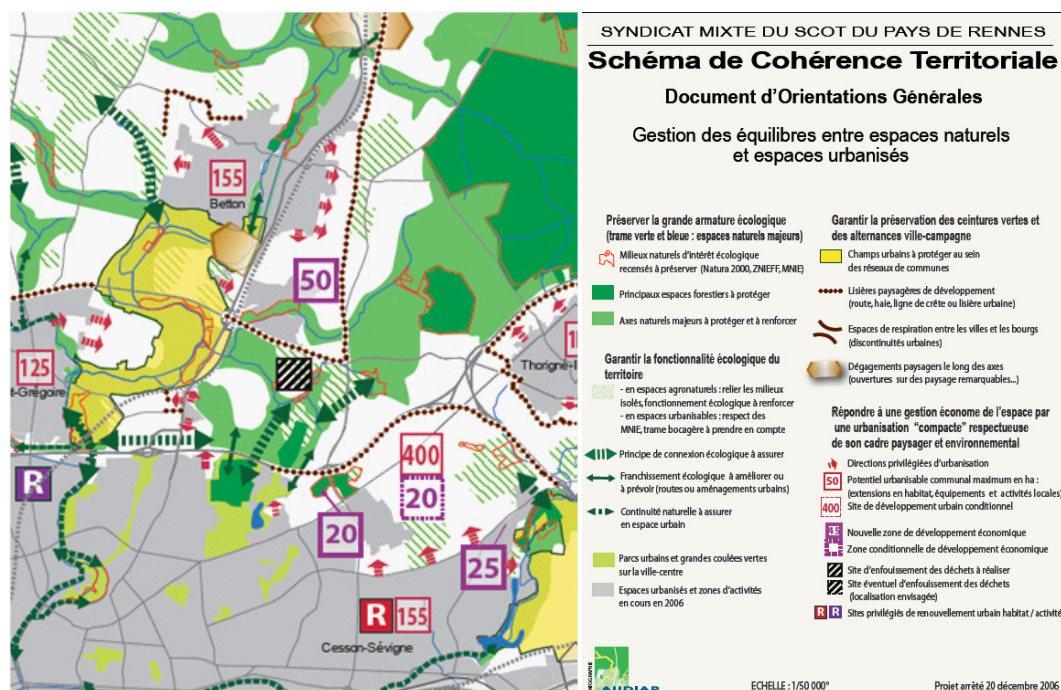 155
Betton
50
125
t-Grégoire
Thorigné-
R
400
20
20
25
R 155
Cesson-Sévigne
SYNDICAT MIXTE DU SCOT DU PAYS DE RENNES
Schéma de Cohérence Territoriale
Document d'Orientations Générales
Gestion des équilibres entre espaces naturels
et espaces urbanisés
Préserver la grande armature écologique
(trame verte et bleue : espaces naturels majeurs)
Milieux naturels d'intérêt écologique
recensés à préserver (Natura 2000, ZNIEFF, MNIE)
Principaux espaces forestiers à protéger
Axes naturels majeurs à protéger et à renforcer
Garantir la fonctionnalité écologique du
territoire
- en espaces agronaturels : relier les milieux
isolés, fonctionnement écologique à renforcer
- en espaces urbanisables : respect des
MNIE, trame bocagère à prendre en compte
Principe de connexion écologique à assurer
Franchissement écologique à améliorer ou
à prévoir (routes ou aménagements urbains)
Continuité naturelle à assurer
en espace urbain
Parcs urbains et grandes coulées vertes
sur la ville-centre
Espaces urbanisés et zones d'activités
en cours en 2006
Garantir la préservation des ceintures vertes et
des alternances ville-campagne
Champs urbains à protéger au sein
des réseaux de communes
Lisières paysagères de développement
(route, haie, ligne de crête ou lisière urbaine)
Espaces de respiration entre les villes et les bourgs
(discontinuités urbaines)
Dégagements paysagers le long des axes
(ouvertures sur des paysage remarquables...)
Répondre à une gestion économe de l'espace par
une urbanisation "compacte" respectueuse
de son cadre paysager et environnemental
Directions privilégiées d'urbanisation
50 Potentiel urbanisable communal maximum en ha :
(extensions en habitat, équipements et activités locales)
400 Site de développement urbain conditionnel
35 Nouvelle zone de développement économique
Zone conditionnelle de développement économique
Site d'enfouissement des déchets à réaliser
Site éventuel d'enfouissement des déchets
(localisation envisagée)
R R Sites privilégiés de renouvellement urbain habitat / activité
AUDIAR
ECHELLE : 1/50 000°
Projet arrêté 20 décembre 2006